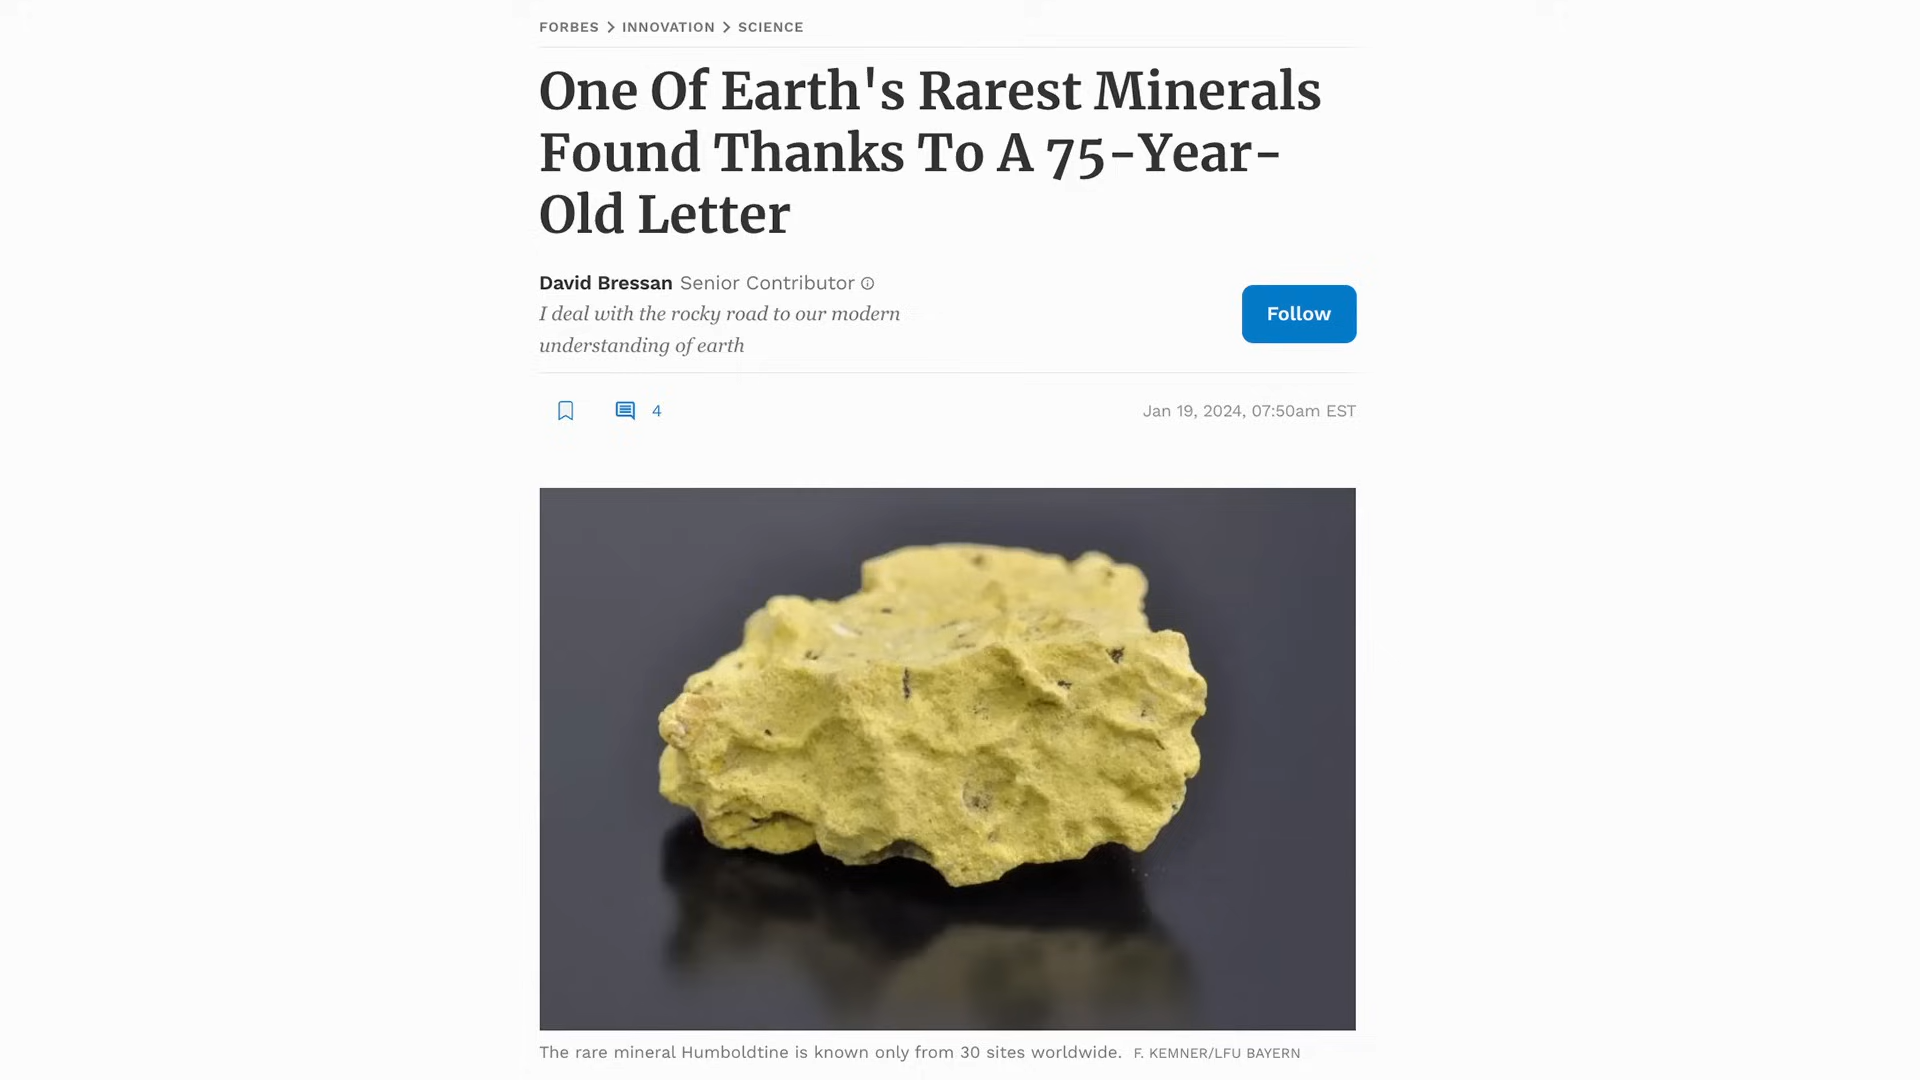 FORBES > INNOVATION > SCIENCE
One Of Earth's Rarest Minerals
Found Thanks To A 75-Year-
Old Letter
David Bressan Senior Contributor
I deal with the rocky road to our modern
understanding of earth
Follow
4
Jan 19, 2024, 07:50am EST
The rare mineral Humboldtine is known only from 30 sites worldwide. F. KEMNER/LFU BAYERN